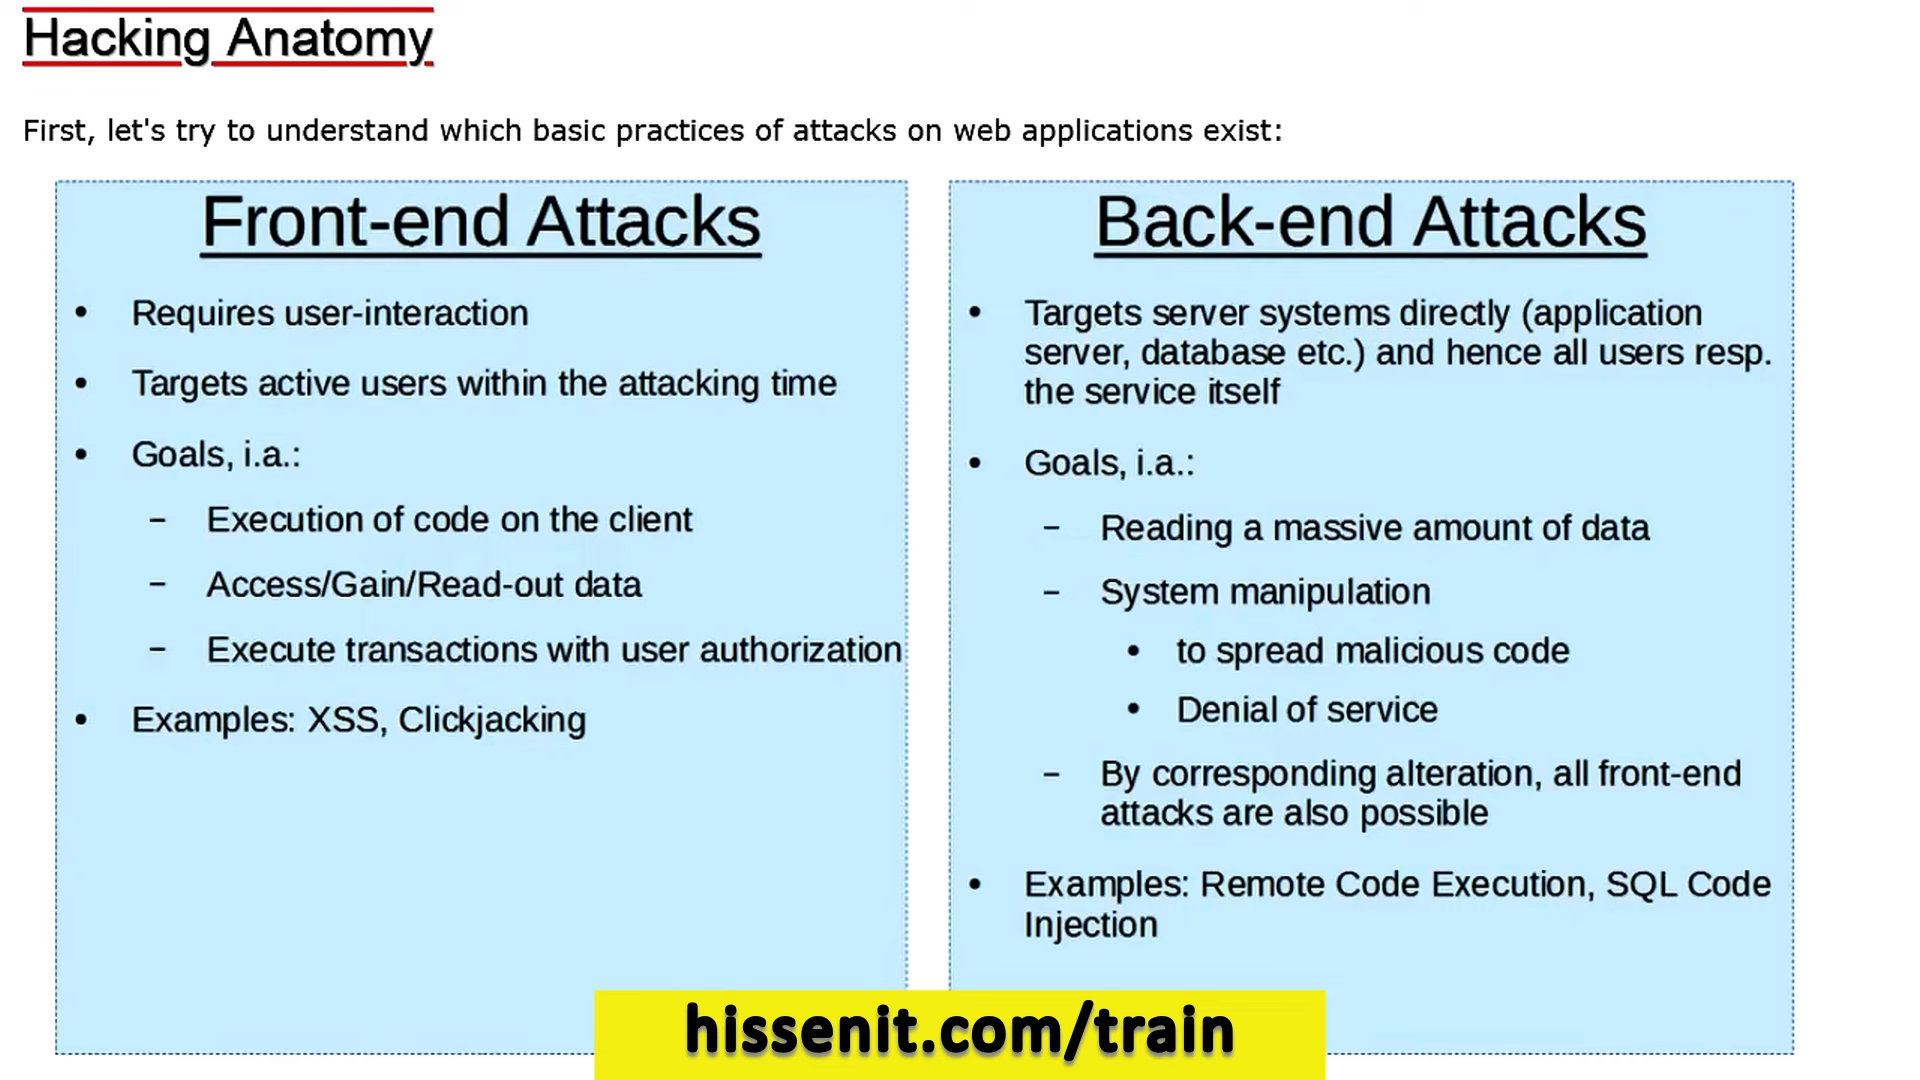 Hacking Anatomy
First, let's try to understand which basic practices of attacks on web applications exist:
Front-end Attacks
• Requires user-interaction
• Targets active users within the attacking time
• Goals, i.a.:
– Execution of code on the client
– Access/Gain/Read-out data
– Execute transactions with user authorization
• Examples: XSS, Clickjacking
Back-end Attacks
• Targets server systems directly (application
server, database etc.) and hence all users resp.
the service itself
• Goals, i.a.:
– Reading a massive amount of data
– System manipulation
• to spread malicious code
• Denial of service
– By corresponding alteration, all front-end
attacks are also possible
• Examples: Remote Code Execution, SQL Code
Injection
hissenit.com/train